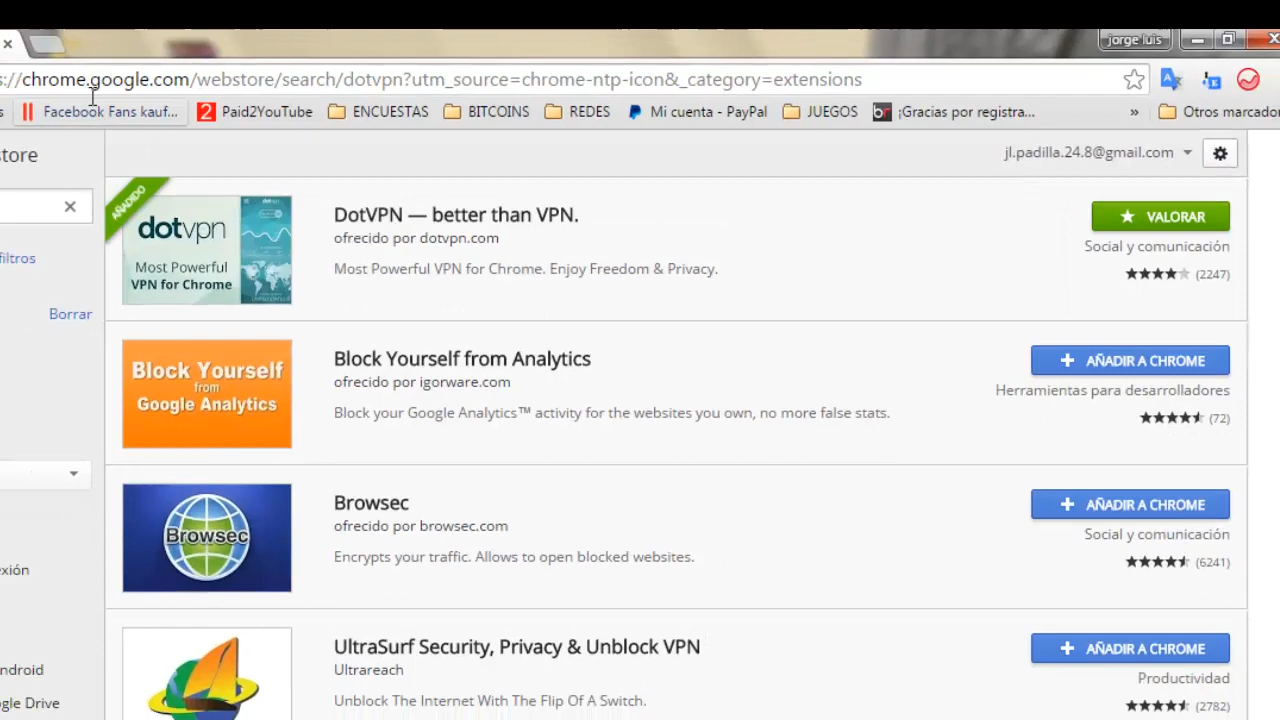 jorge luis
s://chrome.google.com/webstore/search/dotvpn?utm_source=chrome-ntp-icon&_category=extensions
s
Facebook Fans kauf...
Paid2YouTube
ENCUESTAS
BITCOINS
REDES
Mi cuenta - PayPal
JUEGOS
br
¡Gracias por registra...
»
Otros marcador
tore
jl.padilla.24.8@gmail.com
filtros
Borrar
exión
ndroid
gle Drive
AÑADIDO
dotvpn
Most Powerful
VPN for Chrome
DotVPN — better than VPN.
ofrecido por dotvpn.com
Most Powerful VPN for Chrome. Enjoy Freedom & Privacy.
VALORAR
Social y comunicación
(2247)
Block Yourself
from
Google Analytics
Block Yourself from Analytics
ofrecido por igorware.com
Block your Google Analytics™ activity for the websites you own, no more false stats.
AÑADIR A CHROME
Herramientas para desarrolladores
(72)
Browsec
Browsec
ofrecido por browsec.com
Encrypts your traffic. Allows to open blocked websites.
AÑADIR A CHROME
Social y comunicación
(6241)
UltraSurf Security, Privacy & Unblock VPN
Ultrareach
Unblock The Internet With The Flip Of A Switch.
AÑADIR A CHROME
Productividad
(2782)